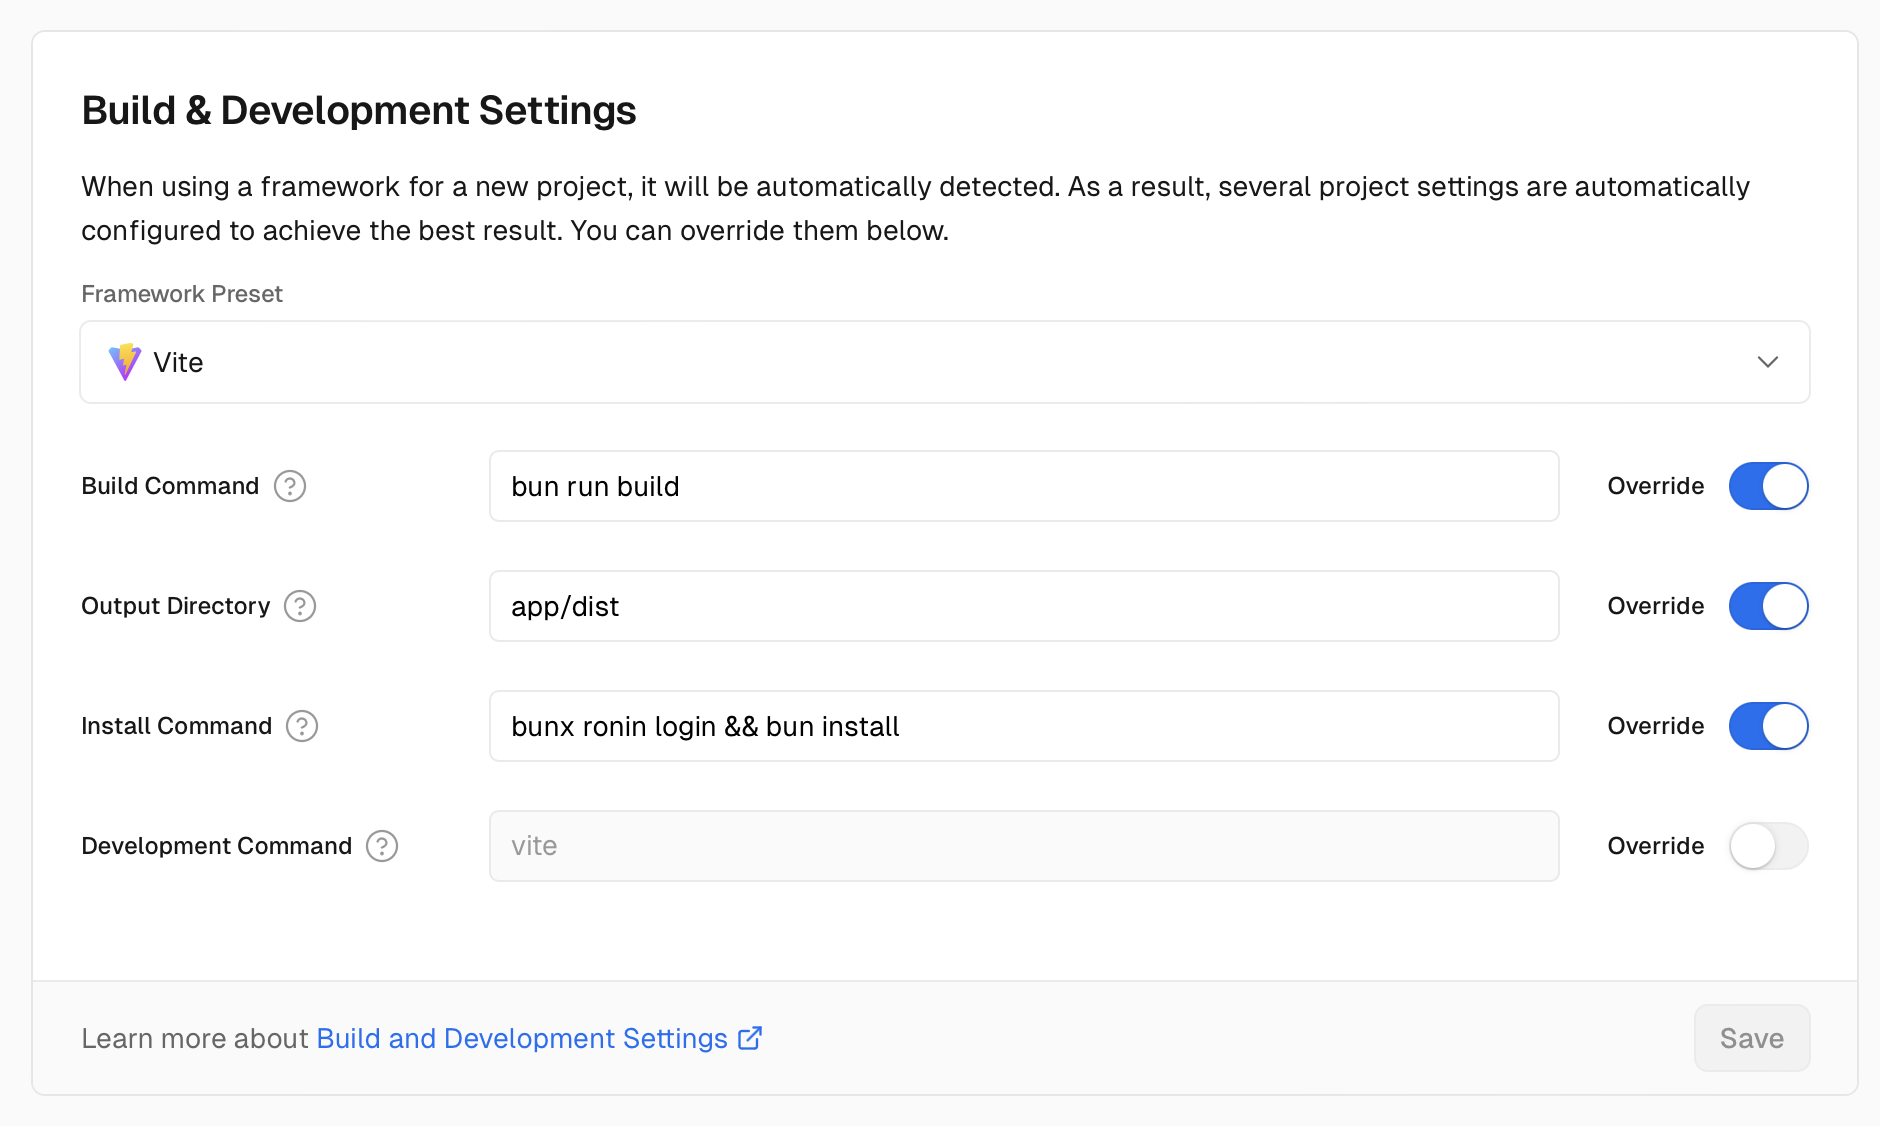 Build & Development Settings
When using a framework for a new project, it will be automatically detected. As a result, several project settings are automatically
configured to achieve the best result. You can override them below.
Framework Preset
Vite
Build Command ?
bun run build
Override
Output Directory ?
app/dist
Override
Install Command ?
bunx ronin login && bun install
Override
Development Command ?
vite
Override
Learn more about Build and Development Settings
Save